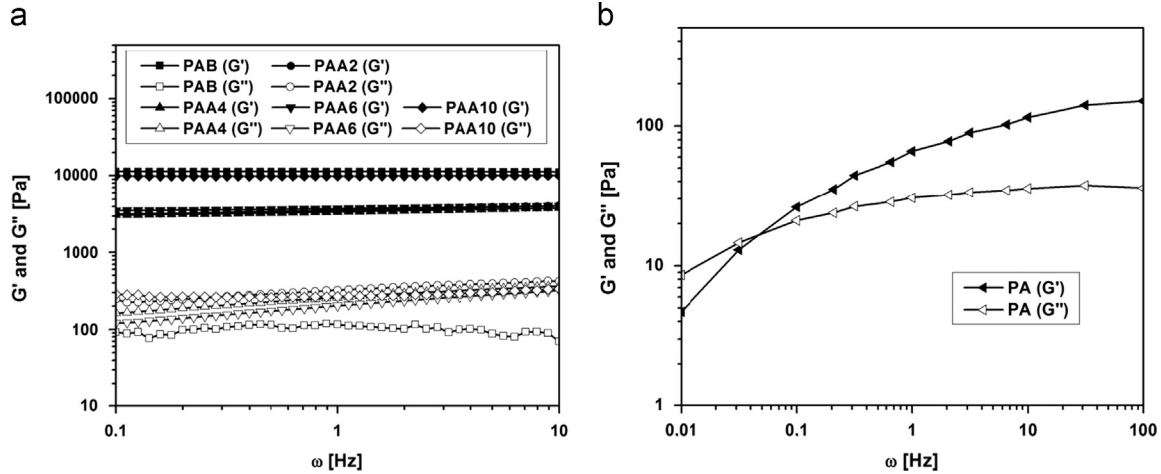 a
PAB (G') PAA2 (G')
PAB (G'') PAA2 (G'')
PAA4 (G') PAA6 (G') PAA10 (G')
PAA4 (G'') PAA6 (G'') PAA10 (G'')
G' and G'' [Pa]
100000
10000
1000
100
10
0.1 1 10
ω [Hz]
b
G' and G'' [Pa]
100
10
1
PA (G')
PA (G'')
0.01 0.1 1 10 100
ω [Hz]